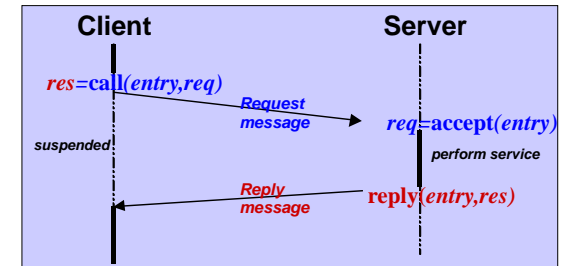 Client
Server
res=call(entry,req)
Request
message
req=accept(entry)
suspended
perform service
Reply
message
reply(entry,res)